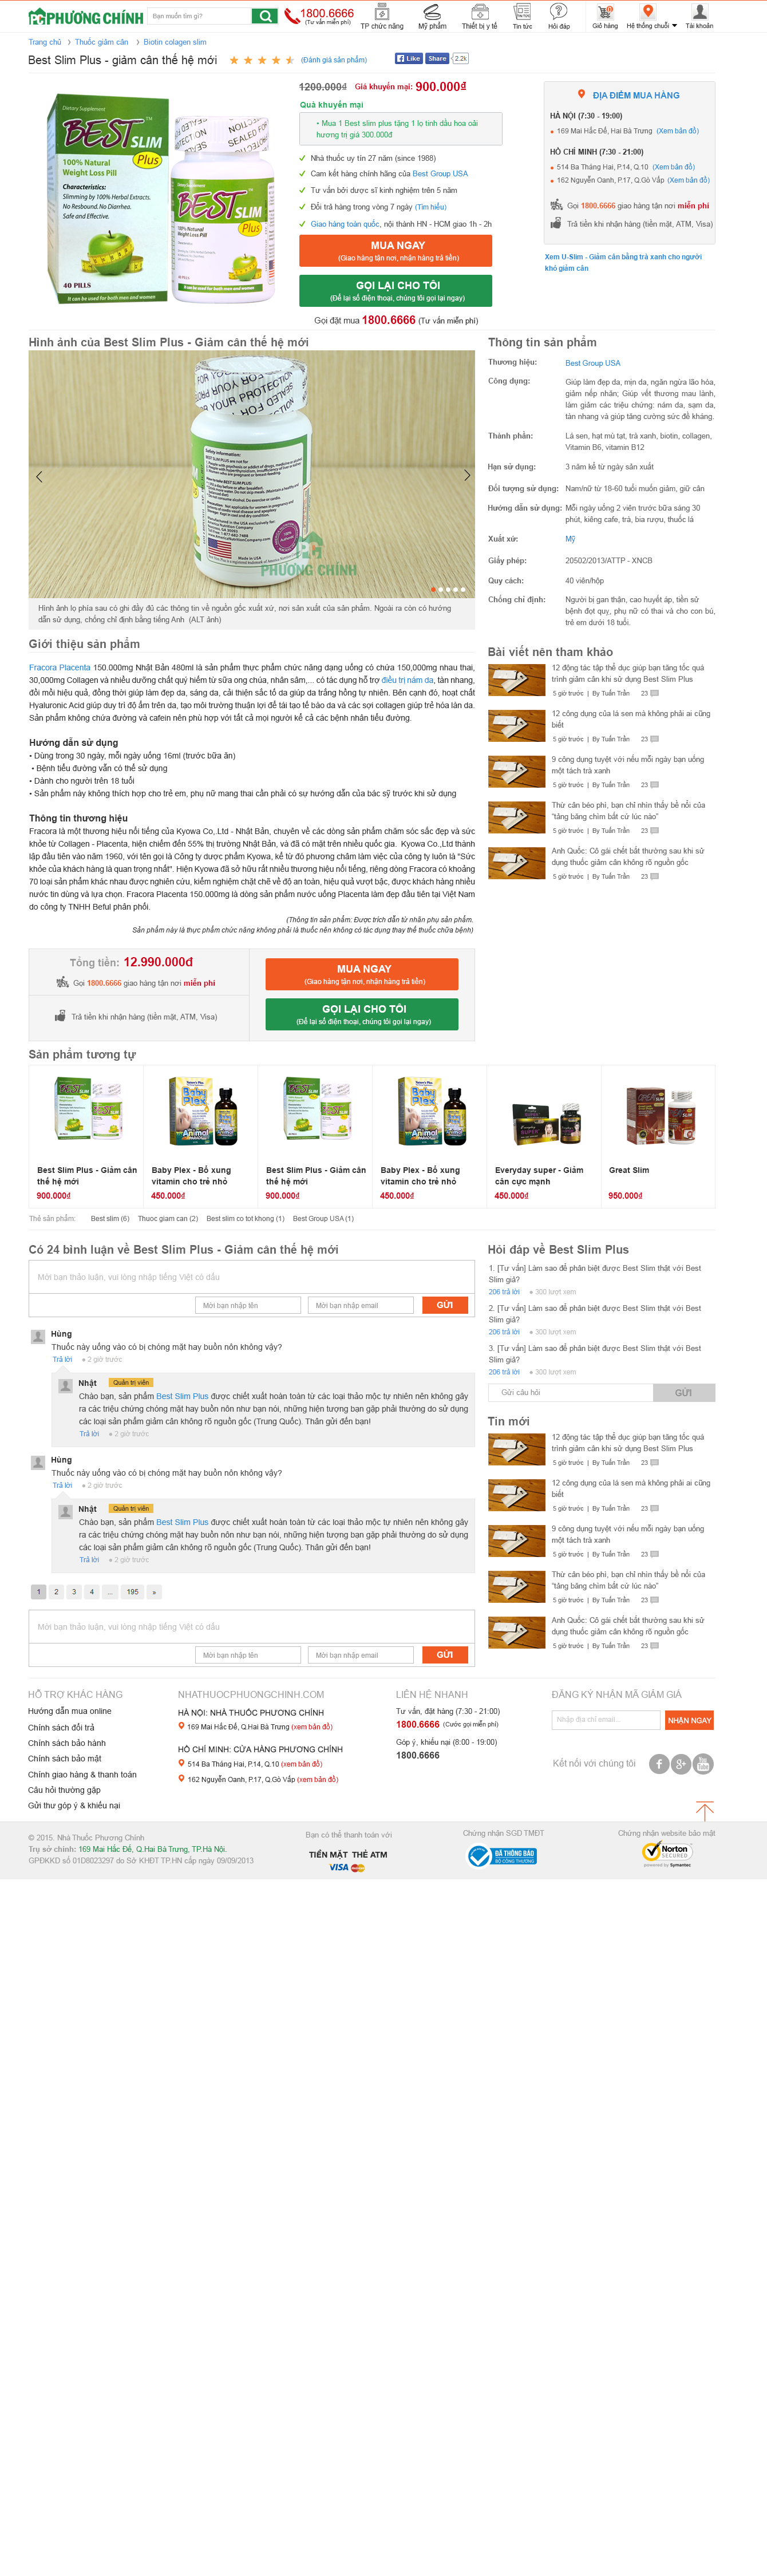 PHƯƠNG CHÍNH
Bạn muốn tìm gì?
1800.6666
(Tư vấn miễn phí)
TP chức năng
Mỹ phẩm
Thiết bị y tế
Tin tức
Hỏi đáp
Giỏ hàng
Hệ thống chuỗi
Tài khoản
Trang chủ > Thuốc giảm cân > Biotin colagen slim
Best Slim Plus - giảm cân thế hệ mới
(Đánh giá sản phẩm)
Like Share 2.2k
Dietary Supplement
BEST SLIM Plus
100% Natural
Weight Loss Pill
Characteristics:
Slimming by 100% Herbal Extracts,
No Resbound, No Diarrhea.
Safe and Effective.
40 PILLS
It can be used for both men and women
1200.000đ Giá khuyến mại: 900.000đ
Quà khuyến mại
• Mua 1 Best slim plus tặng 1 lọ tinh dầu hoa cải
hương trị giá 300.000đ
Nhà thuốc uy tín 27 năm (since 1988)
Cam kết hàng chính hãng của Best Group USA
Tư vấn bởi dược sĩ kinh nghiệm trên 5 năm
Đổi trả hàng trong vòng 7 ngày (Tìm hiểu)
Giao hàng toàn quốc, nội thành HN - HCM giao 1h - 2h
MUA NGAY
(Giao hàng tận nơi, nhận hàng trả tiền)
GỌI LẠI CHO TÔI
(Để lại số điện thoại, chúng tôi gọi lại ngay)
Gọi đặt mua 1800.6666 (Tư vấn miễn phí)
ĐỊA ĐIỂM MUA HÀNG
HÀ NỘI (7:30 - 19:00)
169 Mai Hắc Đế, Hai Bà Trưng (Xem bản đồ)
HỒ CHÍ MINH (7:30 - 21:00)
514 Ba Tháng Hai, P.14, Q.10 (Xem bản đồ)
162 Nguyễn Oanh, P.17, Q.Gò Vấp (Xem bản đồ)
Gọi 1800.6666 giao hàng tận nơi miễn phí
Trả tiền khi nhận hàng (tiền mặt, ATM, Visa)
Xem U-Slim - Giảm cân bằng trà xanh cho người
khó giảm cân
Hình ảnh của Best Slim Plus - Giảm cân thế hệ mới
PHƯƠNG CHÍNH
Hình ảnh lọ phía sau có ghi đầy đủ các thông tin về nguồn gốc xuất xứ, nơi sản xuất của sản phẩm. Ngoài ra còn có hướng
dẫn sử dụng, chống chỉ định bằng tiếng Anh (ALT ảnh)
Thông tin sản phẩm
Thương hiệu: Best Group USA
Công dụng: Giúp làm đẹp da, mịn da, ngăn ngừa lão hóa,
giảm nếp nhăn; Giúp vết thương mau lành,
làm giảm các triệu chứng: nám da, sạm da,
tàn nhang và giúp tăng cường sức đề kháng.
Thành phần: Lá sen, hạt mù tạt, trà xanh, biotin, collagen,
Vitamin B6, vitamin B12
Hạn sử dụng: 3 năm kể từ ngày sản xuất
Đối tượng sử dụng: Nam/nữ từ 18-60 tuổi muốn giảm, giữ cân
Hướng dẫn sử dụng: Mỗi ngày uống 2 viên trước bữa sáng 30
phút, kiêng cafe, trà, bia rượu, thuốc lá
Xuất xứ: Mỹ
Giấy phép: 20502/2013/ATTP - XNCB
Quy cách: 40 viên/hộp
Chống chỉ định: Người bị gan thận, cao huyết áp, tiền sử
bệnh đột quỵ, phụ nữ có thai và cho con bú,
trẻ em dưới 18 tuổi.
Giới thiệu sản phẩm
Fracora Placenta 150.000mg Nhật Bản 480ml là sản phẩm thực phẩm chức năng dạng uống có chứa 150,000mg nhau thai,
30,000mg Collagen và nhiều dưỡng chất quý hiếm từ sữa ong chúa, nhân sâm,... có tác dụng hỗ trợ điều trị nám da, tàn nhang,
đồi mồi hiệu quả, đồng thời giúp làm đẹp da, sáng da, cải thiện sắc tố da giúp da trắng hồng tự nhiên. Bên cạnh đó, hoạt chất
Hyaluronic Acid giúp duy trì độ ẩm trên da, tạo môi trường thuận lợi để tái tạo tế bào da và các sợi collagen giúp trẻ hóa làn da.
Sản phẩm không chứa đường và cafein nên phù hợp với tất cả mọi người kể cả các bệnh nhân tiểu đường.
Hướng dẫn sử dụng
• Dùng trong 30 ngày, mỗi ngày uống 16ml (trước bữa ăn)
• Bệnh tiểu đường vẫn có thể sử dụng
• Dành cho người trên 18 tuổi
• Sản phẩm này không thích hợp cho trẻ em, phụ nữ mang thai cần phải có sự hướng dẫn của bác sỹ trước khi sử dụng
Thông tin thương hiệu
Fracora là một thương hiệu nổi tiếng của Kyowa Co,.Ltd - Nhật Bản, chuyên về các dòng sản phẩm chăm sóc sắc đẹp và sức
khỏe từ Collagen - Placenta, hiện chiếm đến 55% thị trường Nhật Bản, và đã có mặt trên nhiều quốc gia. Kyowa Co.,Ltd thành
lập đầu tiên vào năm 1960, với tên gọi là Công ty dược phẩm Kyowa, kể từ đó phương châm làm việc của công ty luôn là "Sức
khỏe của khách hàng là quan trọng nhất". Hiện Kyowa đã sở hữu rất nhiều thương hiệu nổi tiếng, riêng dòng Fracora có khoảng
70 loại sản phẩm khác nhau được nghiên cứu, kiểm nghiệm chặt chẽ về độ an toàn, hiệu quả vượt bậc, được khách hàng nhiều
nước tin dùng và lựa chọn. Fracora Placenta 150.000mg là dòng sản phẩm nước uống Placenta làm đẹp đầu tiên tại Việt Nam
do công ty TNHH Beful phân phối.
(Thông tin sản phẩm: Được trích dẫn từ nhãn phụ sản phẩm.
Sản phẩm này là thực phẩm chức năng không phải là thuốc nên không có tác dụng thay thế thuốc chữa bệnh)
Bài viết nên tham khảo
12 động tác tập thể dục giúp bạn tăng tốc quá
trình giảm cân khi sử dụng Best Slim Plus
5 giờ trước | By Tuấn Trần 23
12 công dụng của lá sen mà không phải ai cũng
biết
5 giờ trước | By Tuấn Trần 23
9 công dụng tuyệt vời nếu mỗi ngày bạn uống
một tách trà xanh
5 giờ trước | By Tuấn Trần 23
Thừ cân béo phì, bạn chỉ nhìn thấy bề nổi của
"tảng băng chìm bất cứ lúc nào"
5 giờ trước | By Tuấn Trần 23
Anh Quốc: Cô gái chết bất thường sau khi sử
dụng thuốc giảm cân không rõ nguồn gốc
5 giờ trước | By Tuấn Trần 23
Tổng tiền: 12.990.000đ
Gọi 1800.6666 giao hàng tận nơi miễn phí
Trả tiền khi nhận hàng (tiền mặt, ATM, Visa)
MUA NGAY
(Giao hàng tận nơi, nhận hàng trả tiền)
GỌI LẠI CHO TÔI
(Để lại số điện thoại, chúng tôi gọi lại ngay)
Sản phẩm tương tự
Best Slim Plus - Giảm cân
thế hệ mới
900.000đ
Baby Plex - Bổ xung
vitamin cho trẻ nhỏ
450.000đ
Best Slim Plus - Giảm cân
thế hệ mới
900.000đ
Baby Plex - Bổ xung
vitamin cho trẻ nhỏ
450.000đ
Everyday super - Giảm
cân cực mạnh
450.000đ
Great Slim
950.000đ
Thẻ sản phẩm: Best slim (6) Thuoc giam can (2) Best slim co tot khong (1) Best Group USA (1)
Có 24 bình luận về Best Slim Plus - Giảm cân thế hệ mới
Mời bạn thảo luận, vui lòng nhập tiếng Việt có dấu
Mời bạn nhập tên
Mời bạn nhập email
GỬI
Hùng
Thuốc này uống vào có bị chóng mặt hay buồn nôn không vậy?
Trả lời • 2 giờ trước
Nhật Quản trị viên
Chào bạn, sản phẩm Best Slim Plus được chiết xuất hoàn toàn từ các loại thảo mộc tự nhiên nên không gây
ra các triệu chứng chóng mặt hay buồn nôn như bạn nói, những hiện tượng bạn gặp phải thường do sử dụng
các loại sản phẩm giảm cân không rõ nguồn gốc (Trung Quốc). Thân gửi đến bạn!
Trả lời • 2 giờ trước
Hùng
Thuốc này uống vào có bị chóng mặt hay buồn nôn không vậy?
Trả lời • 2 giờ trước
Nhật Quản trị viên
Chào bạn, sản phẩm Best Slim Plus được chiết xuất hoàn toàn từ các loại thảo mộc tự nhiên nên không gây
ra các triệu chứng chóng mặt hay buồn nôn như bạn nói, những hiện tượng bạn gặp phải thường do sử dụng
các loại sản phẩm giảm cân không rõ nguồn gốc (Trung Quốc). Thân gửi đến bạn!
Trả lời • 2 giờ trước
1 2 3 4 ... 195 »
Mời bạn thảo luận, vui lòng nhập tiếng Việt có dấu
Mời bạn nhập tên
Mời bạn nhập email
GỬI
Hỏi đáp về Best Slim Plus
1. [Tư vấn] Làm sao để phân biệt được Best Slim thật với Best
Slim giả?
206 trả lời • 300 lượt xem
2. [Tư vấn] Làm sao để phân biệt được Best Slim thật với Best
Slim giả?
206 trả lời • 300 lượt xem
3. [Tư vấn] Làm sao để phân biệt được Best Slim thật với Best
Slim giả?
206 trả lời • 300 lượt xem
Gửi câu hỏi
GỬI
Tin mới
12 động tác tập thể dục giúp bạn tăng tốc quá
trình giảm cân khi sử dụng Best Slim Plus
5 giờ trước | By Tuấn Trần 23
12 công dụng của lá sen mà không phải ai cũng
biết
5 giờ trước | By Tuấn Trần 23
9 công dụng tuyệt vời nếu mỗi ngày bạn uống
một tách trà xanh
5 giờ trước | By Tuấn Trần 23
Thừ cân béo phì, bạn chỉ nhìn thấy bề nổi của
"tảng băng chìm bất cứ lúc nào"
5 giờ trước | By Tuấn Trần 23
Anh Quốc: Cô gái chết bất thường sau khi sử
dụng thuốc giảm cân không rõ nguồn gốc
5 giờ trước | By Tuấn Trần 23
HỖ TRỢ KHÁC HÀNG
Hướng dẫn mua online
Chính sách đổi trả
Chính sách bảo hành
Chính sách bảo mật
Chính giao hàng & thanh toán
Câu hỏi thường gặp
Gửi thư góp ý & khiếu nại
NHATHUOCPHUONGCHINH.COM
HÀ NỘI: NHÀ THUỐC PHƯƠNG CHÍNH
169 Mai Hắc Đế, Q.Hai Bà Trưng (xem bản đồ)
HỒ CHÍ MINH: CỬA HÀNG PHƯƠNG CHÍNH
514 Ba Tháng Hai, P.14, Q.10 (xem bản đồ)
162 Nguyễn Oanh, P.17, Q.Gò Vấp (xem bản đồ)
LIÊN HỆ NHANH
Tư vấn, đặt hàng (7:30 - 21:00)
1800.6666 (Cước gọi miễn phí)
Góp ý, khiếu nại (8:00 - 19:00)
1800.6666
ĐĂNG KÝ NHẬN MÃ GIẢM GIÁ
Nhập địa chỉ email...
NHẬN NGAY
Kết nối với chúng tôi
© 2015. Nhà Thuốc Phương Chính
Trụ sở chính: 169 Mai Hắc Đế, Q.Hai Bà Trưng, TP.Hà Nội.
GPĐKKD số 01D8023297 do Sở KHĐT TP.HN cấp ngày 09/09/2013
Bạn có thể thanh toán với
TIỀN MẶT THẺ ATM
VISA
Chứng nhận SGD TMĐT
ĐÃ THÔNG BÁO
BỘ CÔNG THƯƠNG
Chứng nhận website bảo mật
Norton
SECURED
powered by Symantec